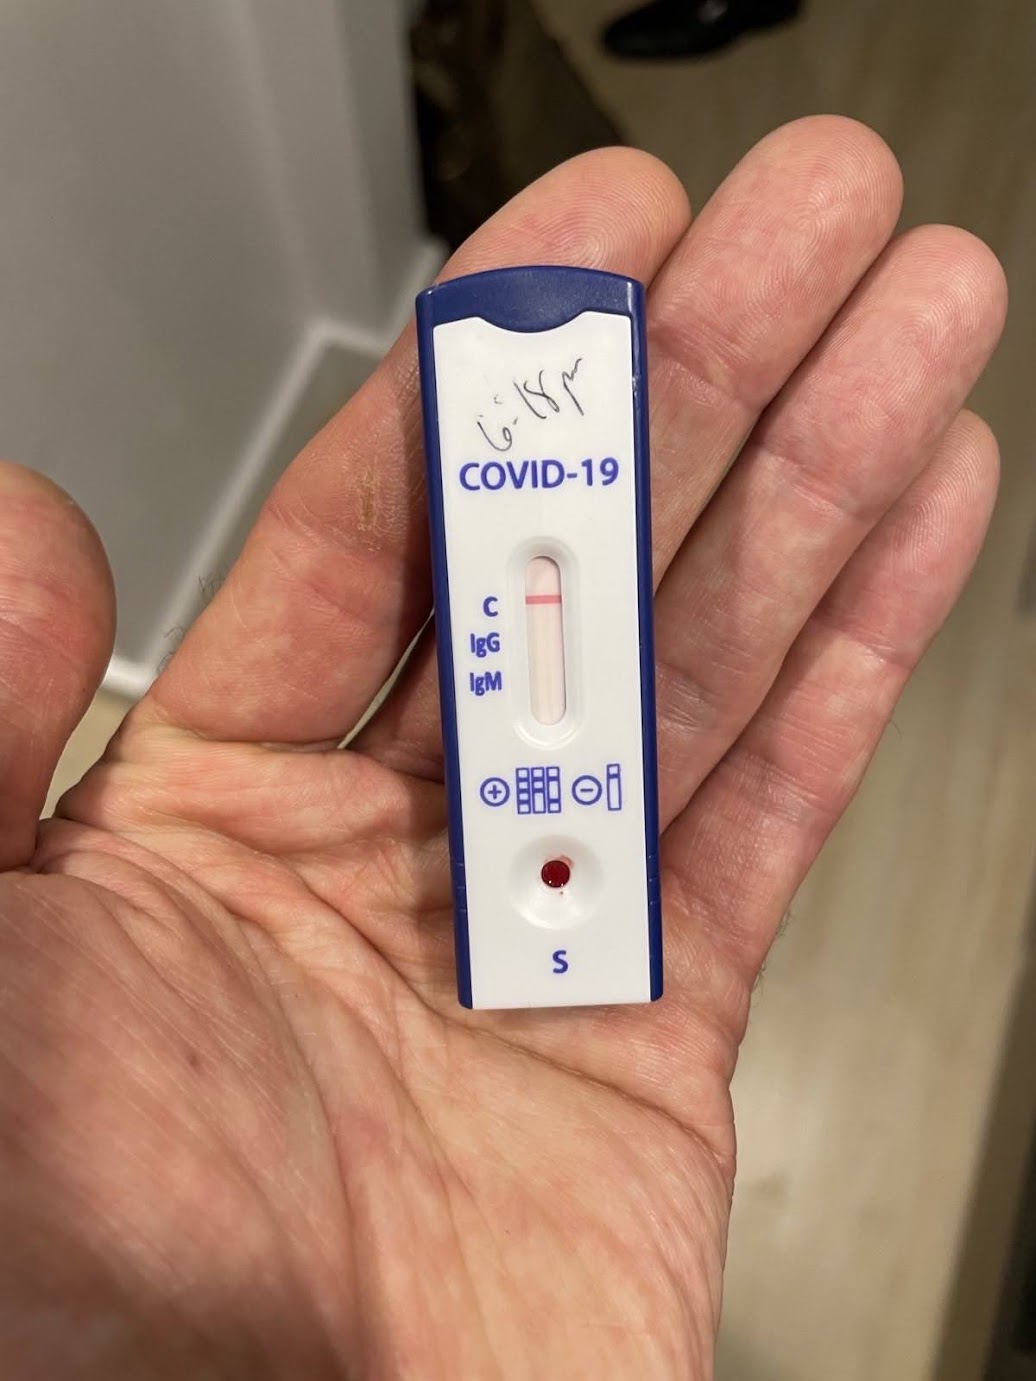 6:18pm
COVID-19
C
IgG
IgM
+ -
S